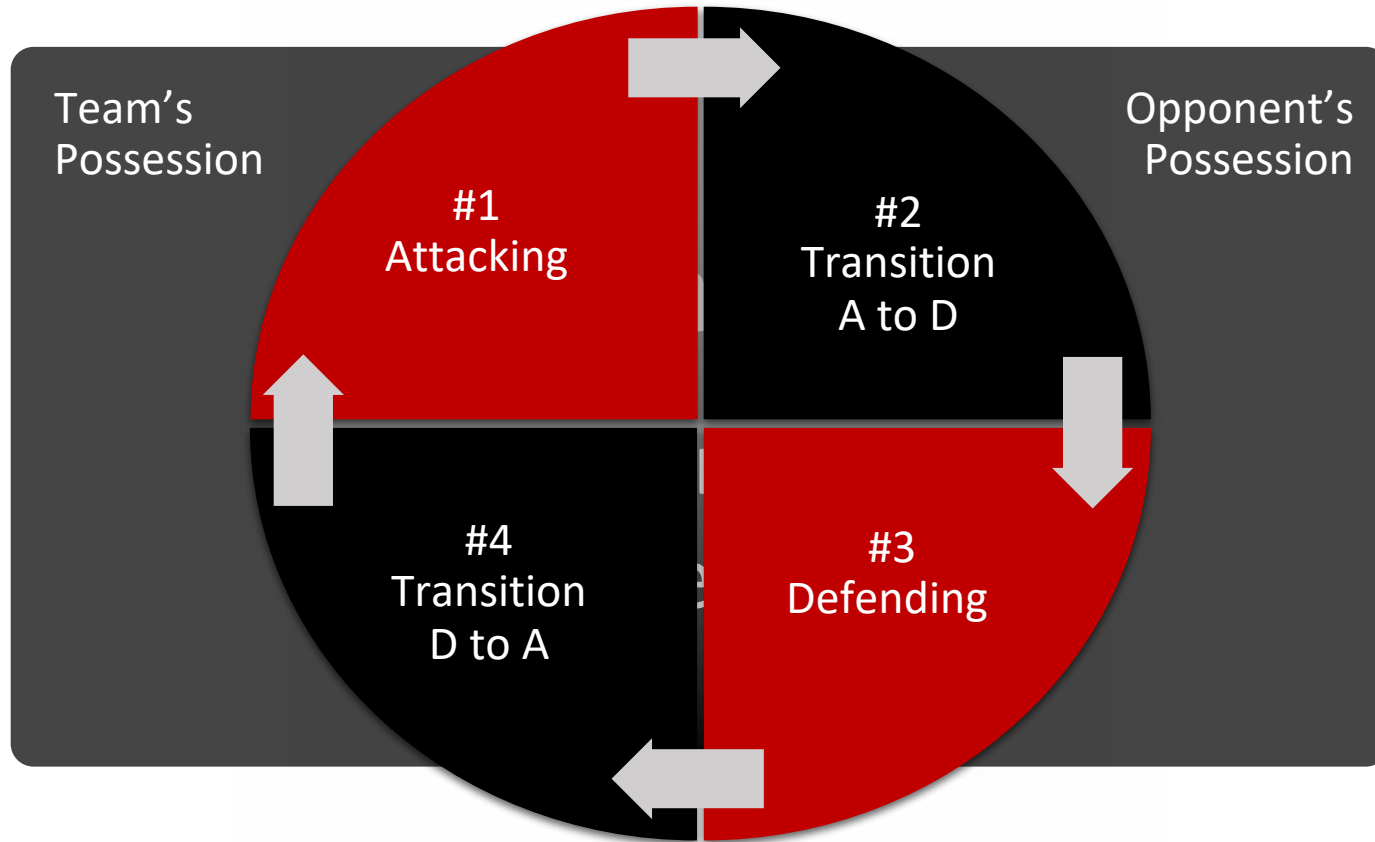 Team's
Possession
Opponent's
Possession
#1
Attacking
#2
Transition
A to D
#4
Transition
D to A
#3
Defending